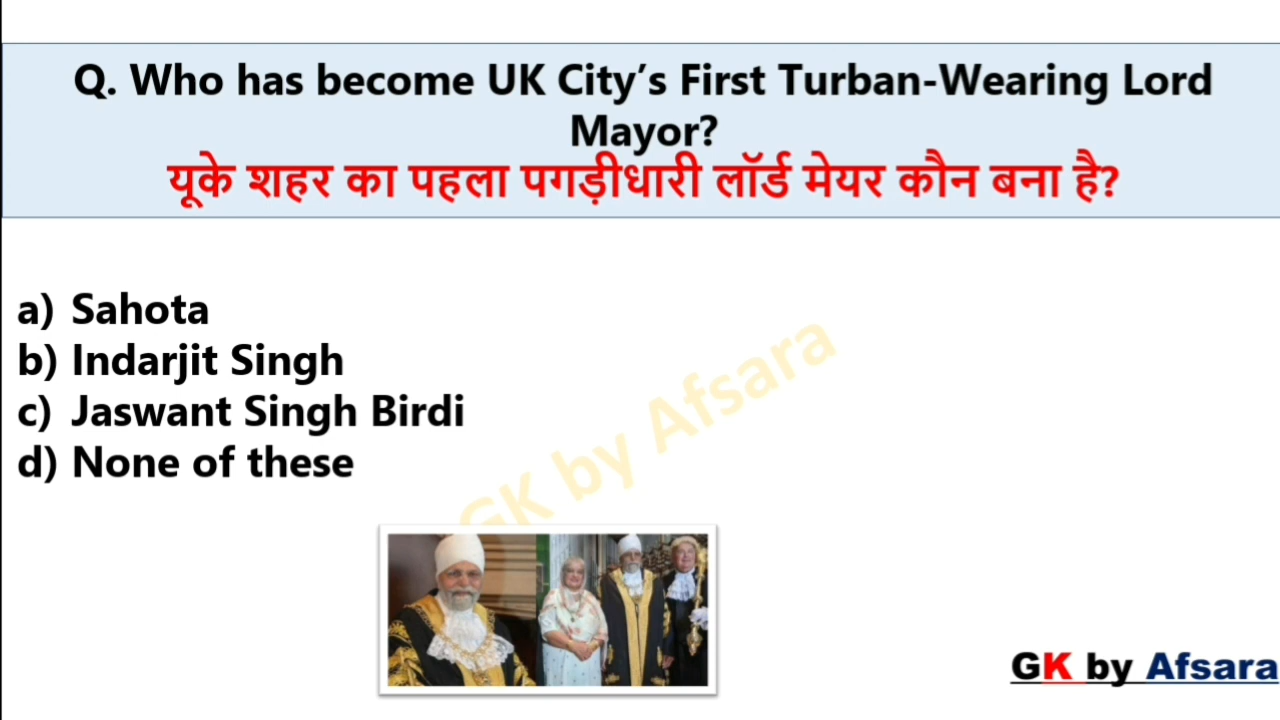 Q. Who has become UK City’s First Turban-Wearing Lord
Mayor?
यूके शहर का पहला पगड़ीधारी लॉर्ड मेयर कौन बना है?
a) Sahota
b) Indarjit Singh
c) Jaswant Singh Birdi
d) None of these
GK by Afsara
GK by Afsara